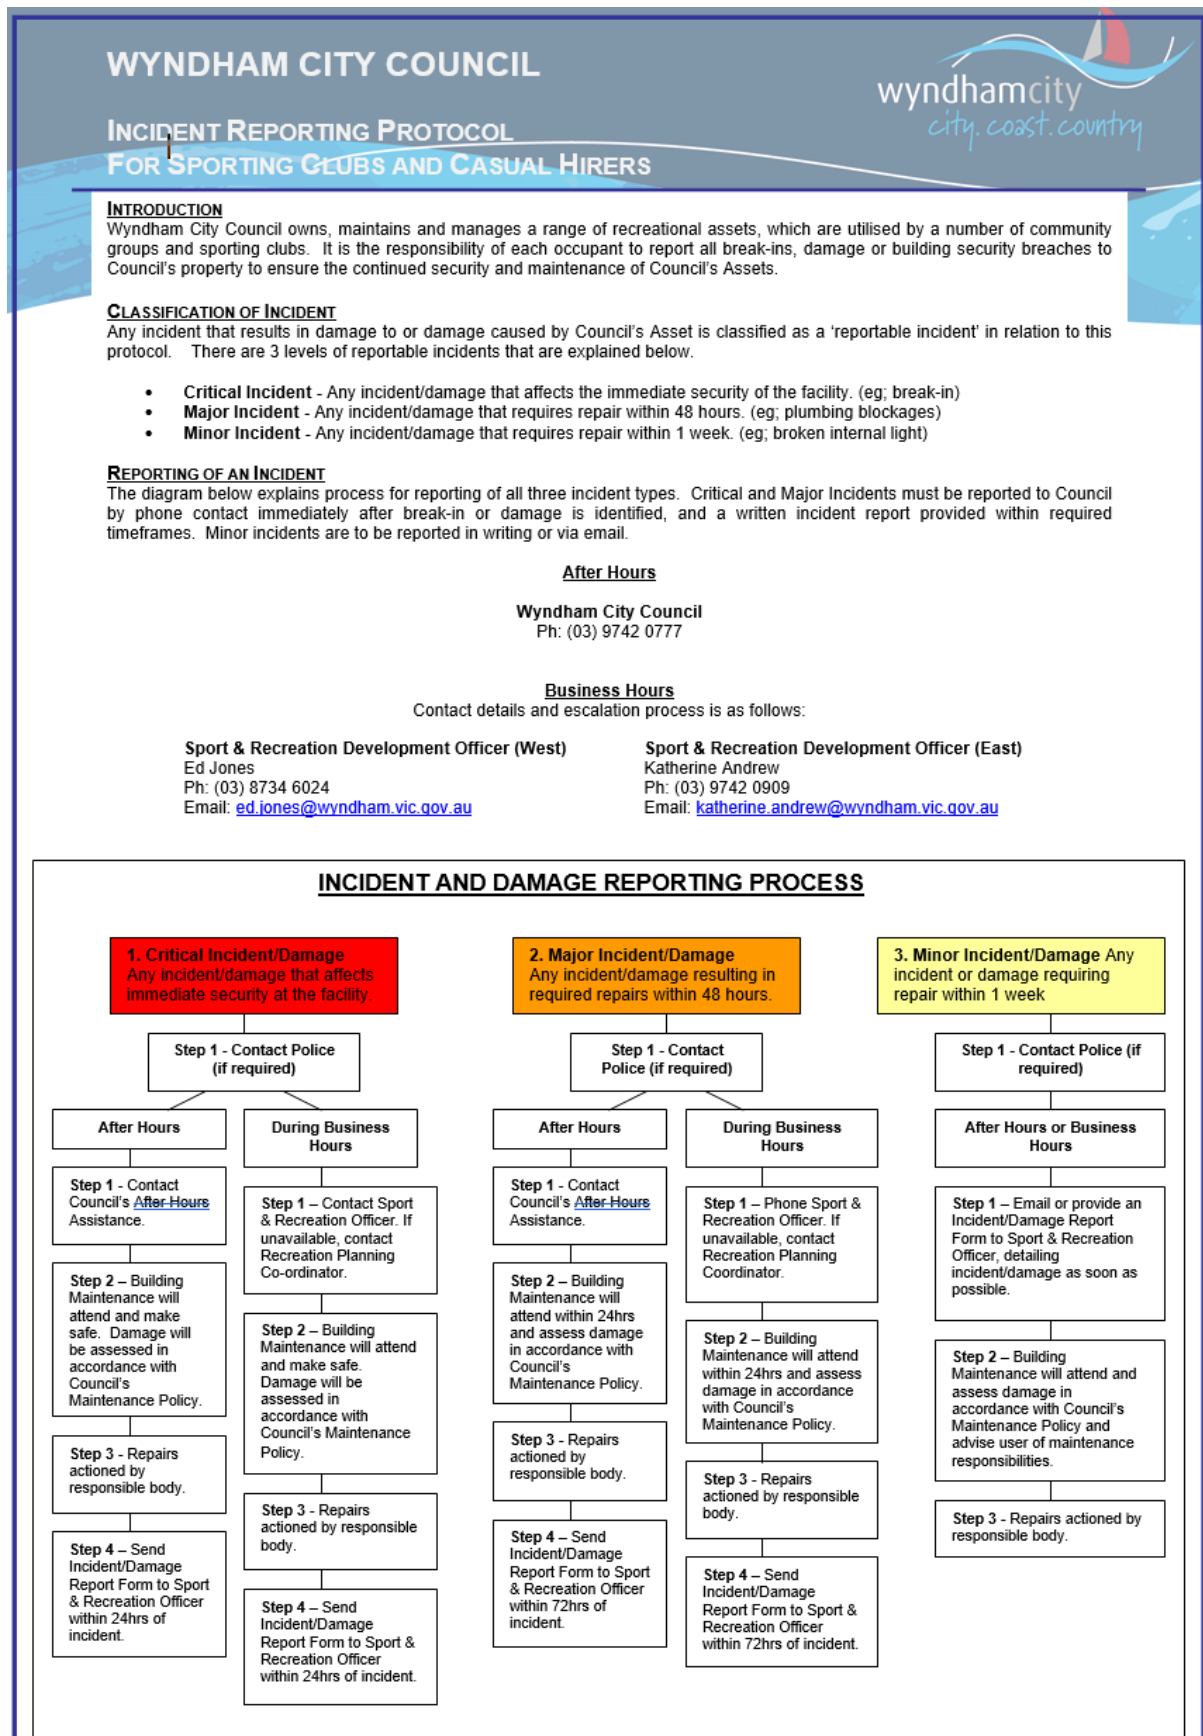 WYNDHAM CITY COUNCIL
wyndhamcity
city. coast. country
INCIDENT REPORTING PROTOCOL
FOR SPORTING CLUBS AND CASUAL HIRERS
INTRODUCTION
Wyndham City Council owns, maintains and manages a range of recreational assets, which are utilised by a number of community
groups and sporting clubs. It is the responsibility of each occupant to report all break-ins, damage or building security breaches to
Council's property to ensure the continued security and maintenance of Council's Assets.
CLASSIFICATION OF INCIDENT
Any incident that results in damage to or damage caused by Council's Asset is classified as a 'reportable incident' in relation to this
protocol. There are 3 levels of reportable incidents that are explained below.
• Critical Incident - Any incident/damage that affects the immediate security of the facility. (eg; break-in)
• Major Incident - Any incident/damage that requires repair within 48 hours. (eg; plumbing blockages)
• Minor Incident - Any incident/damage that requires repair within 1 week. (eg; broken internal light)
REPORTING OF AN INCIDENT
The diagram below explains process for reporting of all three incident types. Critical and Major Incidents must be reported to Council
by phone contact immediately after break-in or damage is identified, and a written incident report provided within required
timeframes. Minor incidents are to be reported in writing or via email.
After Hours
Wyndham City Council
Ph: (03) 9742 0777
Business Hours
Contact details and escalation process is as follows:
Sport & Recreation Development Officer (West)
Ed Jones
Ph: (03) 8734 6024
Email: ed.jones@wyndham.vic.gov.au
Sport & Recreation Development Officer (East)
Katherine Andrew
Ph: (03) 9742 0909
Email: katherine.andrew@wyndham.vic.gov.au
INCIDENT AND DAMAGE REPORTING PROCESS
1. Critical Incident/Damage
Any incident/damage that affects
immediate security at the facility.
Step 1 - Contact Police
(if required)
After Hours
Step 1 - Contact
Council's After Hours
Assistance.
Step 2 – Building
Maintenance will
attend and make
safe. Damage will
be assessed in
accordance with
Council's
Maintenance Policy.
Step 3 - Repairs
actioned by
responsible body.
Step 4 – Send
Incident/Damage
Report Form to Sport
& Recreation Officer
within 24hrs of
incident.
During Business
Hours
Step 1 – Contact Sport
& Recreation Officer. If
unavailable, contact
Recreation Planning
Co-ordinator.
Step 2 – Building
Maintenance will attend
and make safe.
Damage will be
assessed in
accordance with
Council's Maintenance
Policy.
Step 3 - Repairs
actioned by responsible
body.
Step 4 – Send
Incident/Damage
Report Form to Sport &
Recreation Officer
within 24hrs of incident.
2. Major Incident/Damage
Any incident/damage resulting in
required repairs within 48 hours.
Step 1 - Contact
Police (if required)
After Hours
Step 1 - Contact
Council's After Hours
Assistance.
Step 2 – Building
Maintenance will
attend within 24hrs
and assess damage
in accordance with
Council's
Maintenance Policy.
Step 3 - Repairs
actioned by
responsible body.
Step 4 – Send
Incident/Damage
Report Form to Sport
& Recreation Officer
within 72hrs of
incident.
During Business
Hours
Step 1 – Phone Sport &
Recreation Officer. If
unavailable, contact
Recreation Planning
Coordinator.
Step 2 – Building
Maintenance will attend
within 24hrs and assess
damage in accordance
with Council's
Maintenance Policy.
Step 3 - Repairs
actioned by responsible
body.
Step 4 – Send
Incident/Damage
Report Form to Sport &
Recreation Officer
within 72hrs of incident.
3. Minor Incident/Damage Any
incident or damage requiring
repair within 1 week
Step 1 - Contact Police (if
required)
After Hours or Business
Hours
Step 1 – Email or provide an
Incident/Damage Report
Form to Sport & Recreation
Officer, detailing
incident/damage as soon as
possible.
Step 2 – Building
Maintenance will attend and
assess damage in
accordance with Council's
Maintenance Policy and
advise user of maintenance
responsibilities.
Step 3 - Repairs actioned by
responsible body.